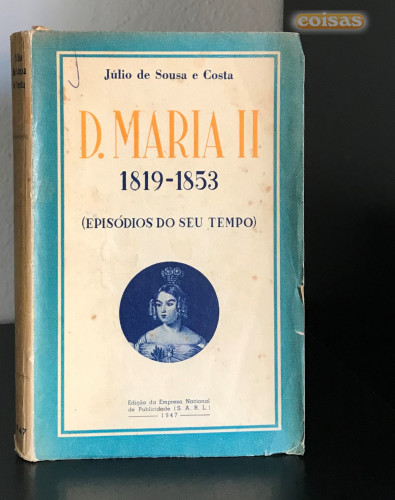 coisas
Júlio de Sousa e Costa
D. MARIA II
1819-1853
(EPISÓDIOS DO SEU TEMPO)
Edição da Empresa Nacional
de Publicidade (S. A. R. L.)
1947